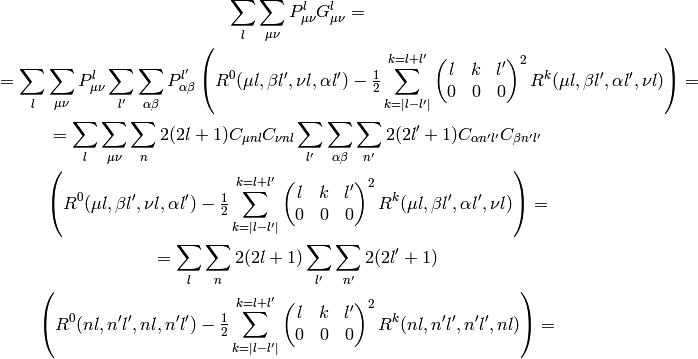 \sum_l \sum_{\mu\nu} P^l_{\mu\nu} G^l_{\mu\nu} =
= \sum_l \sum_{\mu\nu} P^l_{\mu\nu} \sum_{l'} \sum_{\alpha\beta} P^{l'}_{\alpha\beta} \left( R^0(\mu l, \beta l', \nu l, \alpha l') - \frac{1}{2} \sum_{k=|l-l'|}^{k=l+l'} \begin{pmatrix} l & k & l' \\ 0 & 0 & 0 \end{pmatrix}^2 R^k(\mu l, \beta l', \alpha l', \nu l) \right) =
= \sum_l \sum_{\mu\nu} \sum_n 2(2l+1) C_{\mu nl} C_{\nu nl} \sum_{l'} \sum_{\alpha\beta} \sum_{n'} 2(2l'+1) C_{\alpha n'l'} C_{\beta n'l'}
\left( R^0(\mu l, \beta l', \nu l, \alpha l') - \frac{1}{2} \sum_{k=|l-l'|}^{k=l+l'} \begin{pmatrix} l & k & l' \\ 0 & 0 & 0 \end{pmatrix}^2 R^k(\mu l, \beta l', \alpha l', \nu l) \right) =
= \sum_l \sum_n 2(2l+1) \sum_{l'} \sum_{n'} 2(2l'+1)
\left( R^0(nl, n'l', nl, n'l') - \frac{1}{2} \sum_{k=|l-l'|}^{k=l+l'} \begin{pmatrix} l & k & l' \\ 0 & 0 & 0 \end{pmatrix}^2 R^k(nl, n'l', n'l', nl) \right) =